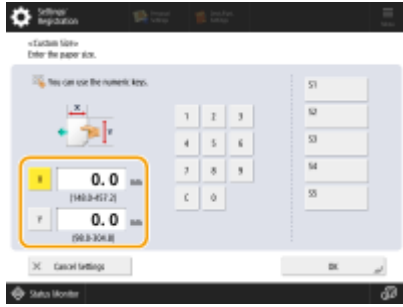 Settings/
Registration
<Custom Size>
Enter the paper size.
You can use the numeric keys.
X
Y
1 2 3
4 5 6
7 8 9
C 0
X 0.0 mm
(148.0-457.2)
Y 0.0 mm
(98.0-304.8)
S1
S2
S3
S4
S5
Cancel Settings
OK
Status Monitor